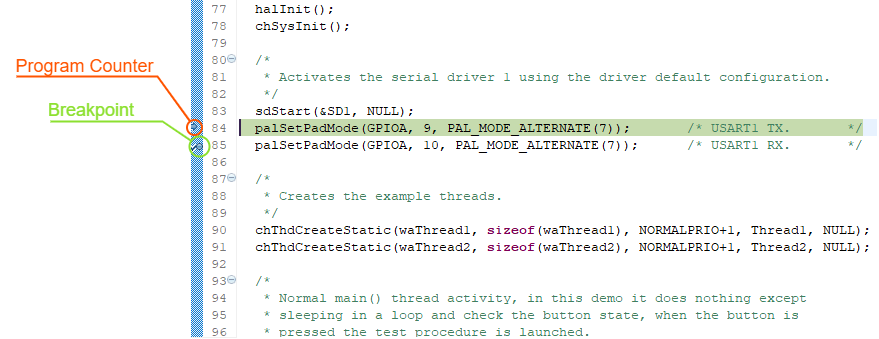 77 halInit();
78 chSysInit();
79
80 /*
81 * Activates the serial driver 1 using the driver default configuration.
Program Counter
82 */
83 sdStart(&SD1, NULL);
Breakpoint
84 palSetPadMode(GPIOA, 9, PAL_MODE_ALTERNATE(7)); /* USART1 TX. */
85 palSetPadMode(GPIOA, 10, PAL_MODE_ALTERNATE(7)); /* USART1 RX. */
86
87 /*
88 * Creates the example threads.
89 */
90 chThdCreateStatic(waThread1, sizeof(waThread1), NORMALPRIO+1, Thread1, NULL);
91 chThdCreateStatic(waThread2, sizeof(waThread2), NORMALPRIO+1, Thread2, NULL);
92
93 /*
94 * Normal main() thread activity, in this demo it does nothing except
95 * sleeping in a loop and check the button state, when the button is
96 * pressed the test procedure is launched.